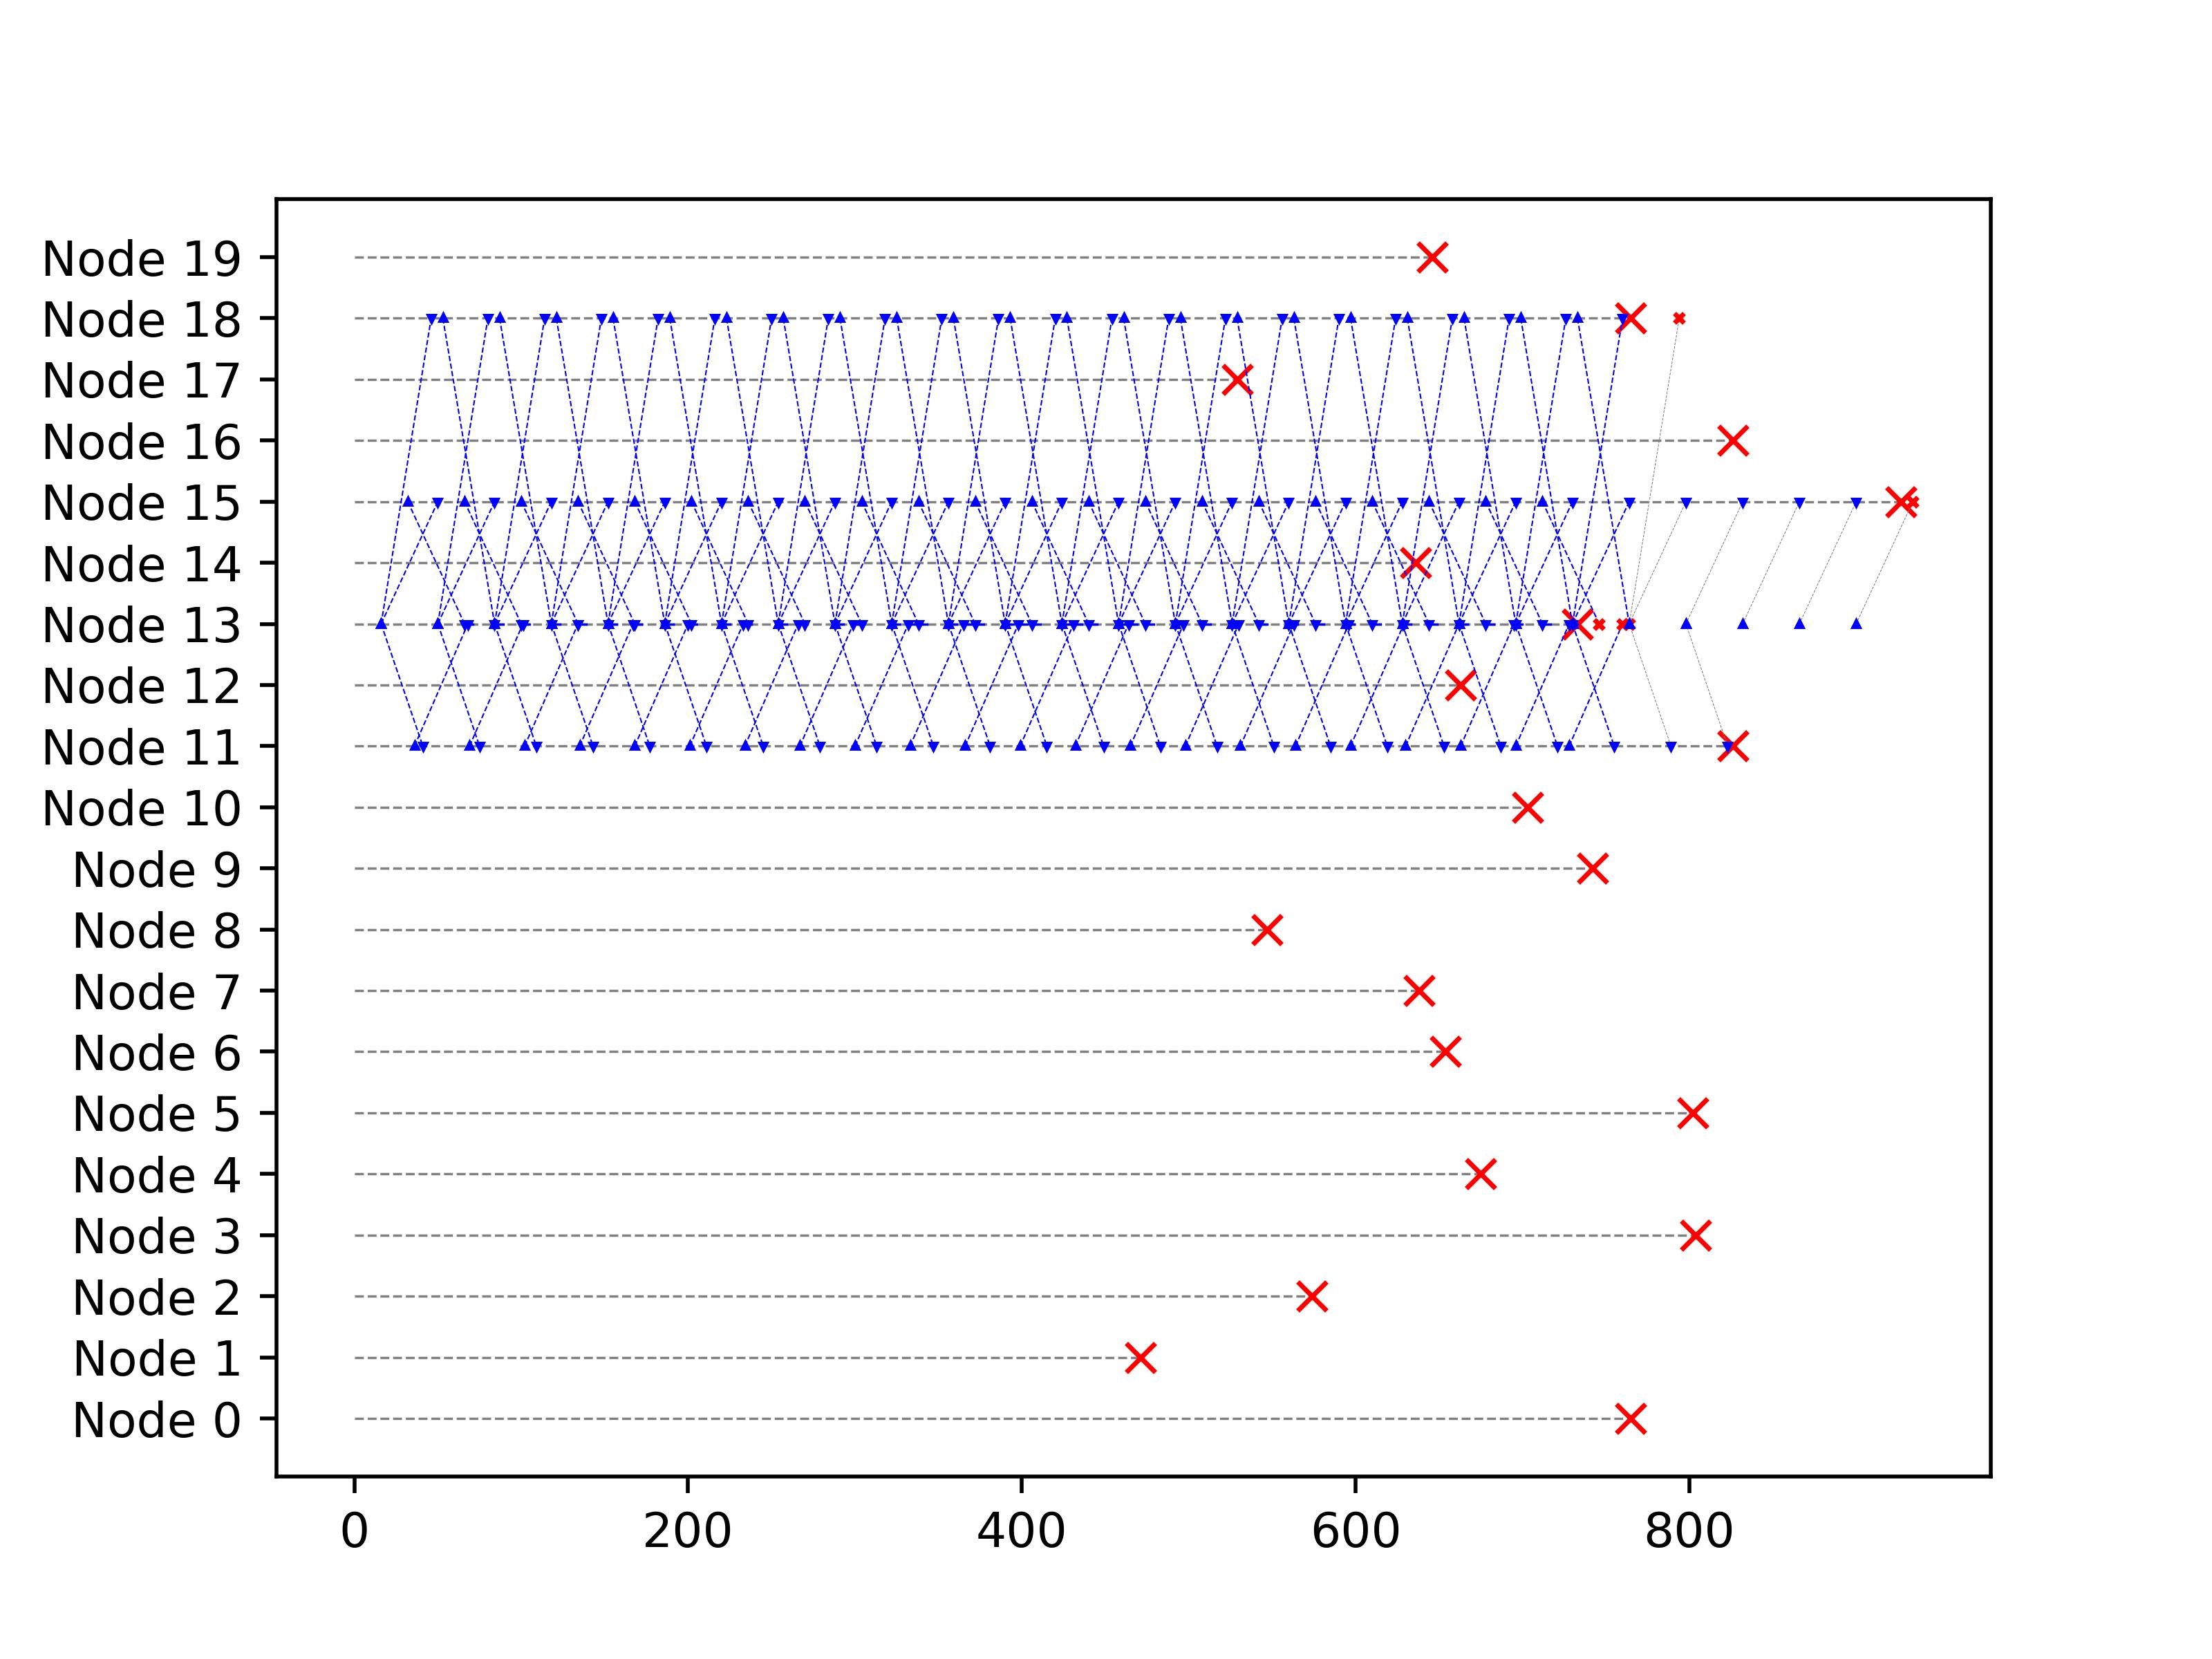 Node 19
Node 18
Node 17
Node 16
Node 15
Node 14
Node 13
Node 12
Node 11
Node 10
Node 9
Node 8
Node 7
Node 6
Node 5
Node 4
Node 3
Node 2
Node 1
Node 0
0 200 400 600 800